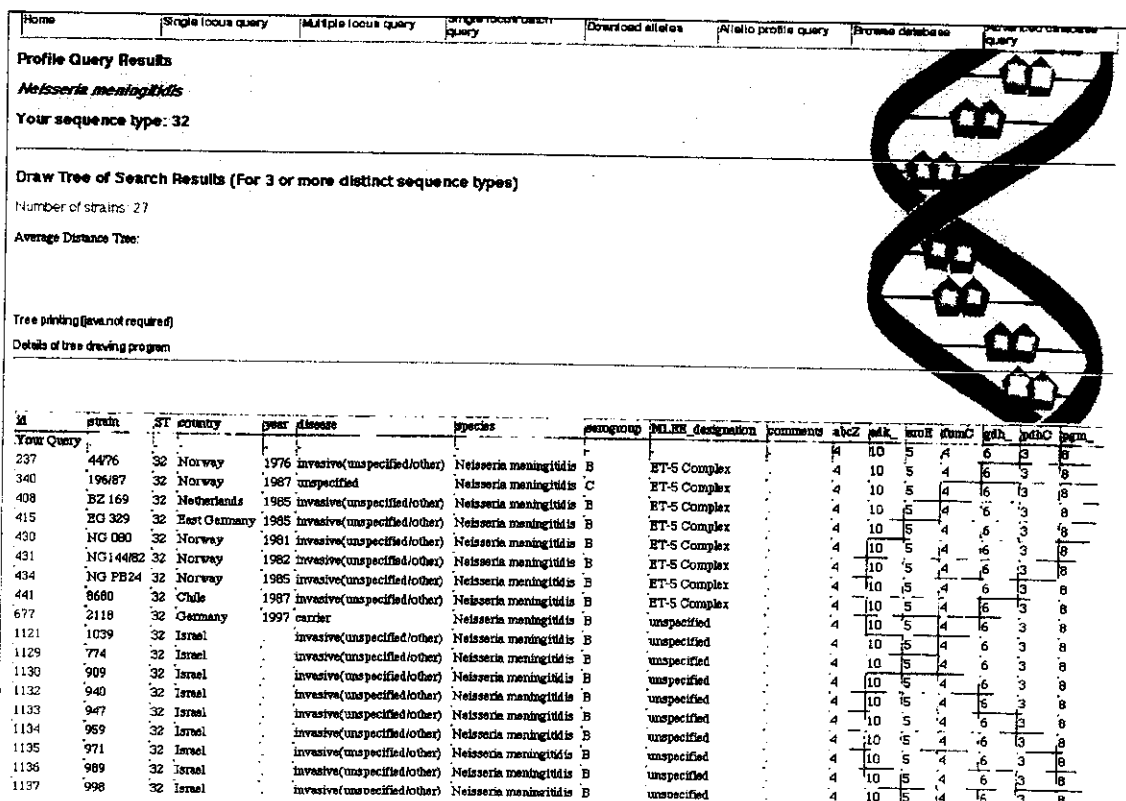 Home Single locus query Multiple locus query Single locus batch query Download alleles Allelic profile query Browse database Advanced database query
Profile Query Results
Neisseria meningitidis
Your sequence type: 32
Draw Tree of Search Results (For 3 or more distinct sequence types)
Number of strains: 27
Average Distance Tree:
Tree printing (java not required)
Details of tree drawing program
id strain ST country year disease species serogroup MLEE_designation comments abcZ adk_ aroE fumC gdh_ pdhC pgm_
Your Query 4 10 5 4 6 3 8
237 44/76 32 Norway 1976 invasive(unspecified/other) Neisseria meningitidis B ET-5 Complex 4 10 5 4 6 3 8
340 196/87 32 Norway 1987 unspecified Neisseria meningitidis C ET-5 Complex 4 10 5 4 6 3 8
408 BZ 169 32 Netherlands 1985 invasive(unspecified/other) Neisseria meningitidis B ET-5 Complex 4 10 5 4 6 3 8
415 EG 329 32 East Germany 1985 invasive(unspecified/other) Neisseria meningitidis B ET-5 Complex 4 10 5 4 6 3 8
430 NG 080 32 Norway 1981 invasive(unspecified/other) Neisseria meningitidis B ET-5 Complex 4 10 5 4 6 3 8
431 NG144/82 32 Norway 1982 invasive(unspecified/other) Neisseria meningitidis B ET-5 Complex 4 10 5 4 6 3 8
434 NG PB24 32 Norway 1985 invasive(unspecified/other) Neisseria meningitidis B ET-5 Complex 4 10 5 4 6 3 8
441 8680 32 Chile 1987 invasive(unspecified/other) Neisseria meningitidis B ET-5 Complex 4 10 5 4 6 3 8
677 2118 32 Germany 1997 carrier Neisseria meningitidis B unspecified 4 10 5 4 6 3 8
1121 1039 32 Israel invasive(unspecified/other) Neisseria meningitidis B unspecified 4 10 5 4 6 3 8
1129 774 32 Israel invasive(unspecified/other) Neisseria meningitidis B unspecified 4 10 5 4 6 3 8
1130 909 32 Israel invasive(unspecified/other) Neisseria meningitidis B unspecified 4 10 5 4 6 3 8
1132 940 32 Israel invasive(unspecified/other) Neisseria meningitidis B unspecified 4 10 5 4 6 3 8
1133 947 32 Israel invasive(unspecified/other) Neisseria meningitidis B unspecified 4 10 5 4 6 3 8
1134 959 32 Israel invasive(unspecified/other) Neisseria meningitidis B unspecified 4 10 5 4 6 3 8
1135 971 32 Israel invasive(unspecified/other) Neisseria meningitidis B unspecified 4 10 5 4 6 3 8
1136 989 32 Israel invasive(unspecified/other) Neisseria meningitidis B unspecified 4 10 5 4 6 3 8
1137 998 32 Israel invasive(unspecified/other) Neisseria meningitidis B unspecified 4 10 5 4 6 3 8